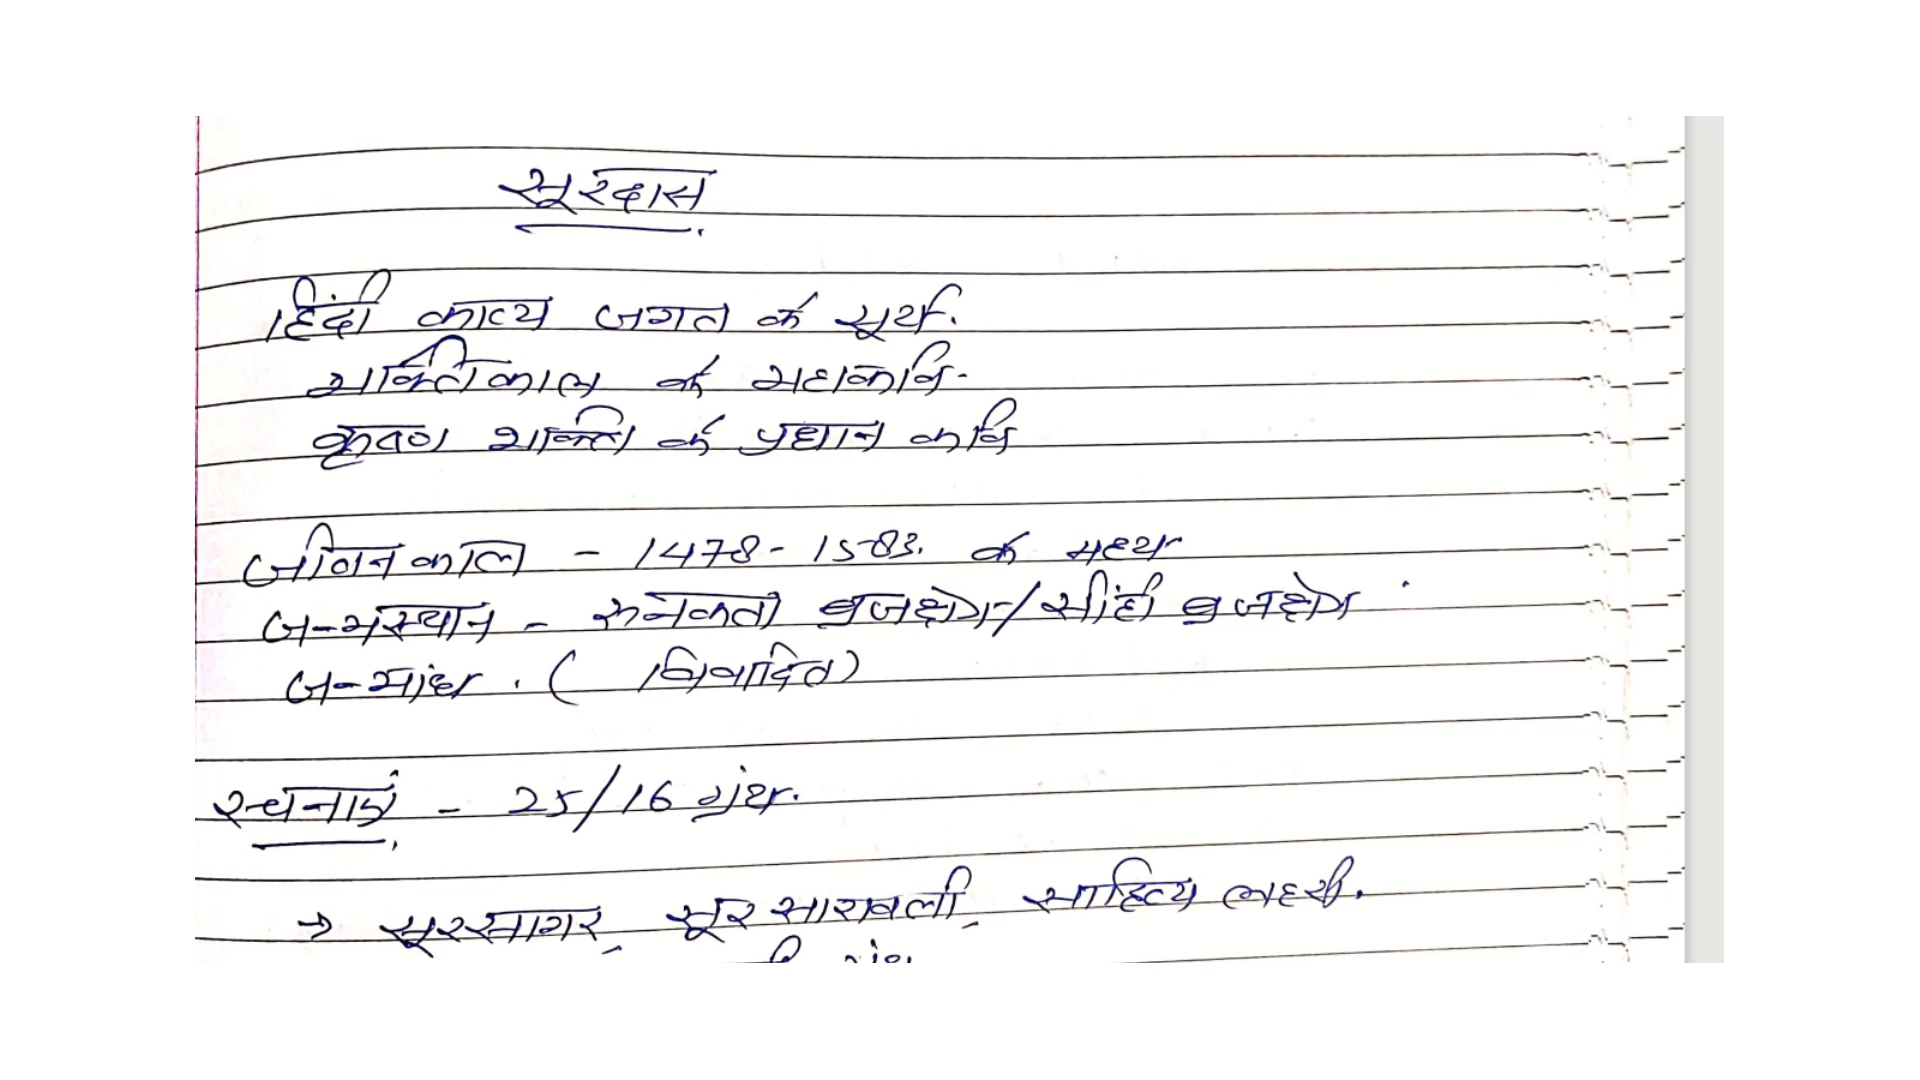 सूरदास
हिंदी काव्य जगत के सूर्य.
भक्तिकाल के महाकवि.
कृष्ण भक्ति के प्रधान कवि
जीवनकाल - 1478-1583. के मध्य
जन्मस्थान - रुनकता ब्रजक्षेत्र/सीही ब्रजक्षेत्र
जन्मांध. (विवादित)
रचनाएं - 25/16 ग्रंथ.
→ सूरसागर, सूर सारावली, साहित्य लहरी.